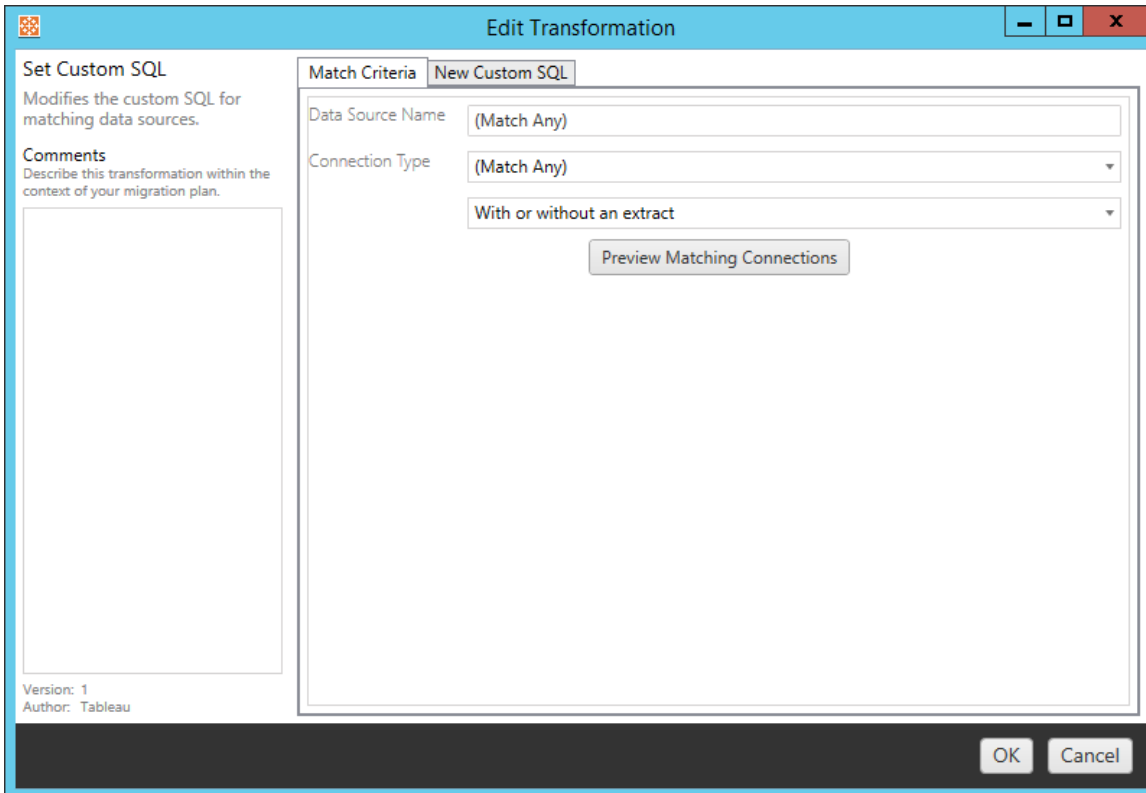 Edit Transformation
X
Set Custom SQL
Modifies the custom SQL for
matching data sources.
Comments
Describe this transformation within the
context of your migration plan.
Version: 1
Author: Tableau
Match Criteria New Custom SQL
Data Source Name (Match Any)
Connection Type (Match Any)
With or without an extract
Preview Matching Connections
OK Cancel